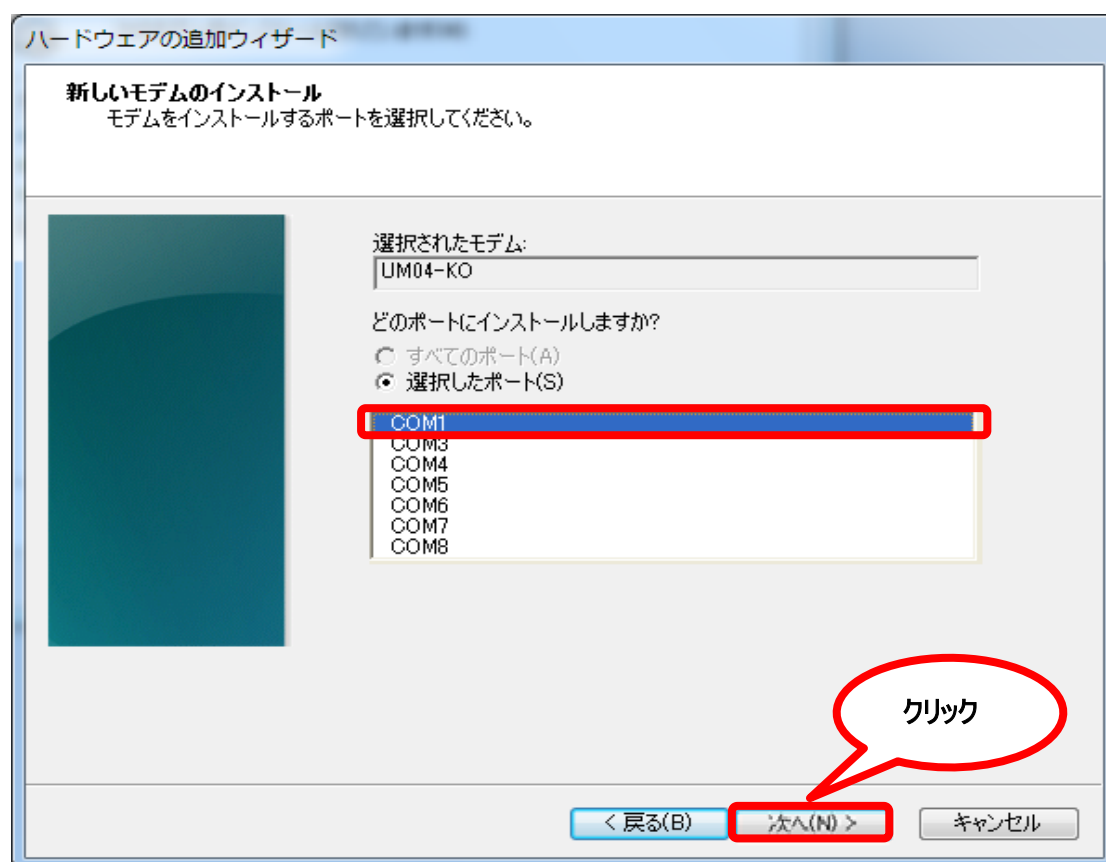 ハードウェアの追加ウィザード
新しいモデムのインストール
モデムをインストールするポートを選択してください。
選択されたモデム:
UM04-KO
どのポートにインストールしますか?
すべてのポート(A)
選択したポート(S)
COM1
COM3
COM4
COM5
COM6
COM7
COM8
クリック
< 戻る(B)
次へ(N) >
キャンセル